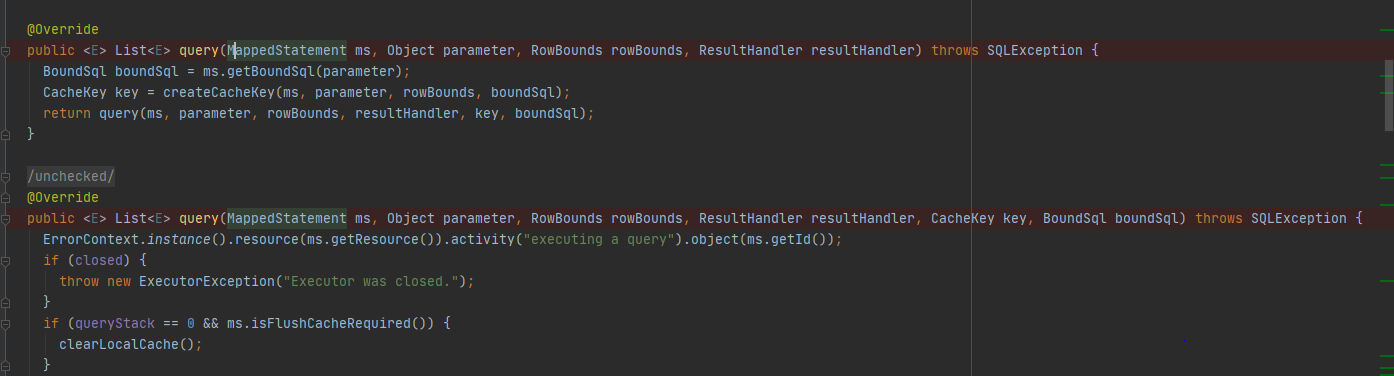 @Override
public <E> List<E> query(MappedStatement ms, Object parameter, RowBounds rowBounds, ResultHandler resultHandler) throws SQLException {
BoundSql boundSql = ms.getBoundSql(parameter);
CacheKey key = createCacheKey(ms, parameter, rowBounds, boundSql);
return query(ms, parameter, rowBounds, resultHandler, key, boundSql);
}
/unchecked/
@Override
public <E> List<E> query(MappedStatement ms, Object parameter, RowBounds rowBounds, ResultHandler resultHandler, CacheKey key, BoundSql boundSql) throws SQLException {
ErrorContext.instance().resource(ms.getResource()).activity("executing a query").object(ms.getId());
if (closed) {
throw new ExecutorException("Executor was closed.");
}
if (queryStack == 0 && ms.isFlushCacheRequired()) {
clearLocalCache();
}